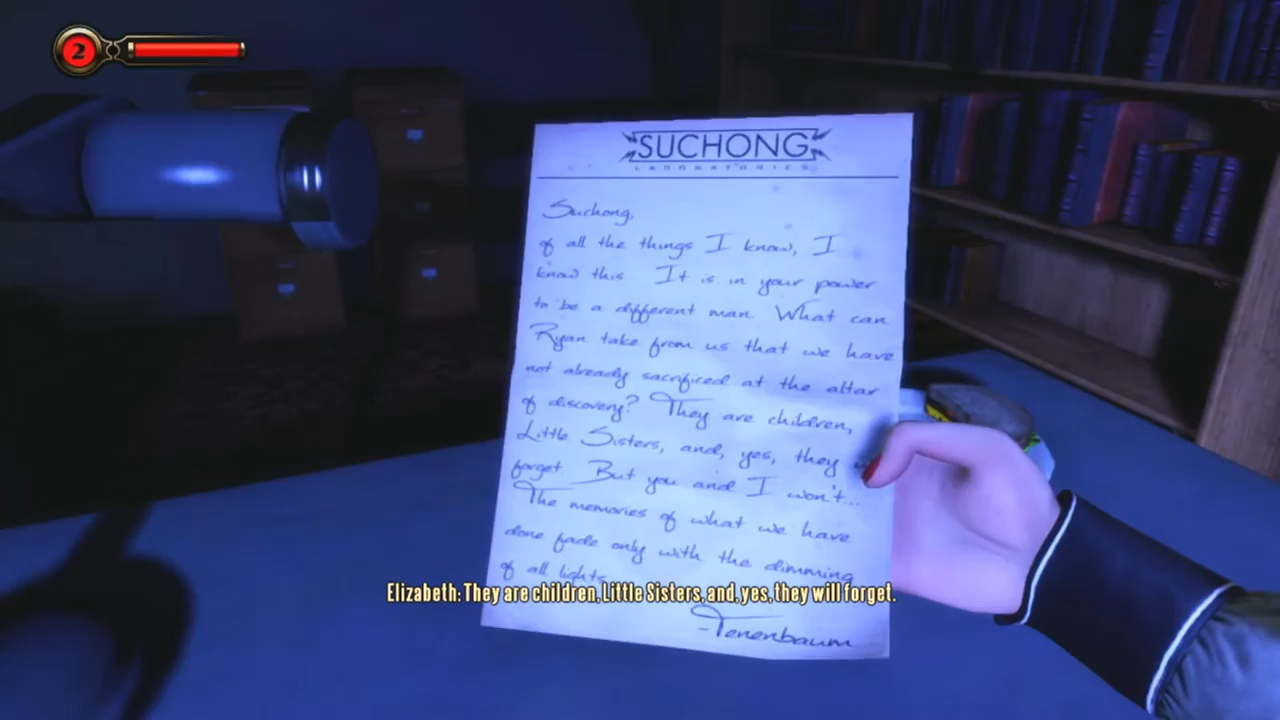 2
SUCHONG
LABORATORIES
Suchong,
of all the things I know, I
know this. It is in your power
to be a different man. What can
Ryan take from us that we have
not already sacrificed at the altar
of discovery? They are children,
Little Sisters, and, yes, they
forget. But you and I won't...
The memories of what we have
done fade only with the dimming
of all lights
Elizabeth: They are children, Little Sisters, and, yes, they will forget.
-Tenenbaum